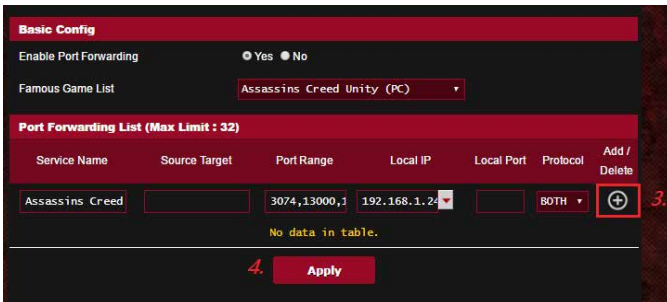 Basic Config
Enable Port Forwarding Yes No
Famous Game List Assassins Creed Unity (PC)
Port Forwarding List (Max Limit : 32)
Service Name Source Target Port Range Local IP Local Port Protocol Add / Delete
Assassins Creed 3074,13000,1 192.168.1.24 BOTH 3.
No data in table.
4. Apply